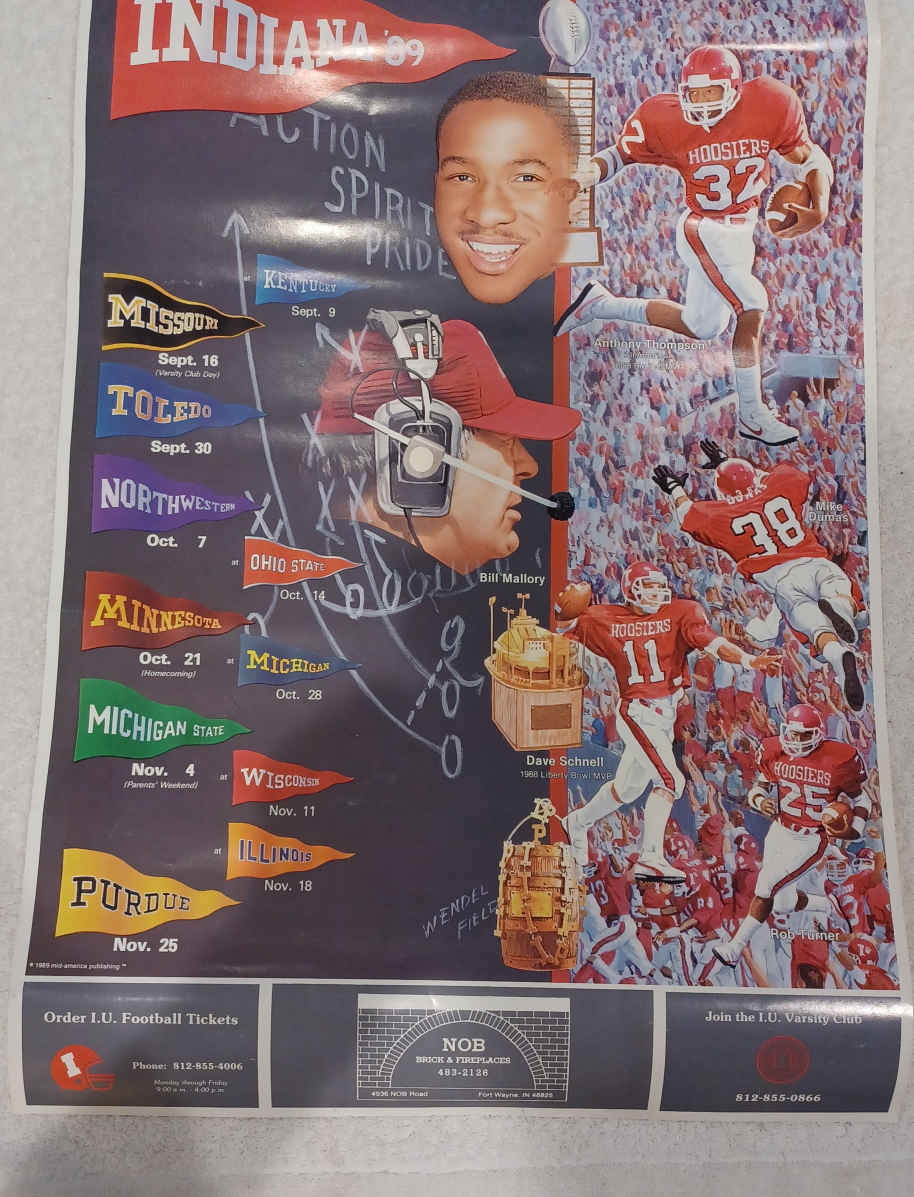 INDIANA '89
ACTION
SPIRIT
PRIDE
at KENTUCKY
Sept. 9
MISSOURI
Sept. 16
(Varsity Club Day)
TOLEDO
Sept. 30
NORTHWESTERN
Oct. 7
at OHIO STATE
Oct. 14
MINNESOTA
Oct. 21
(Homecoming)
at MICHIGAN
Oct. 28
MICHIGAN STATE
Nov. 4
(Parents' Weekend)
at WISCONSIN
Nov. 11
at ILLINOIS
Nov. 18
PURDUE
Nov. 25
© 1989 mid-america publishing ™
HOOSIERS
32
Anthony Thompson
38
Mike
Dumas
Bill Mallory
HOOSIERS
11
Dave Schnell
1988 Liberty Bowl MVP
HOOSIERS
25
Rob Turner
WENDEL
FIELD
Order I.U. Football Tickets
Phone: 812-855-4006
Monday through Friday
9:00 a.m. - 4:00 p.m.
NOB
BRICK & FIREPLACES
483-2126
4536 NOB Road
Fort Wayne, IN 46825
Join the I.U. Varsity Club
812-855-0866